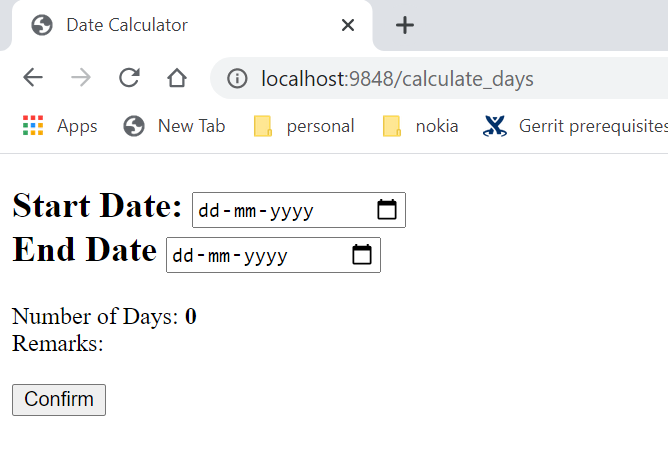 Date Calculator
localhost:9848/calculate_days
Apps New Tab personal nokia Gerrit prerequisites
Start Date: dd-mm-yyyy
End Date dd-mm-yyyy
Number of Days: 0
Remarks:
Confirm